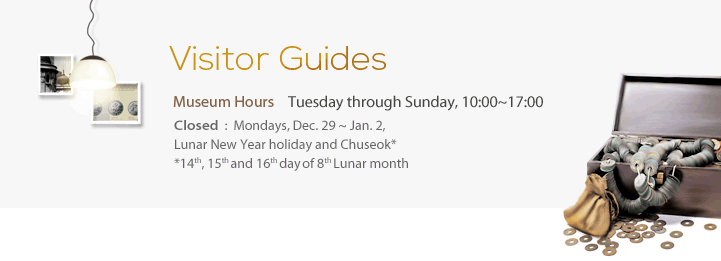 Visitor Guides
Museum Hours Tuesday through Sunday, 10:00~17:00
Closed : Mondays, Dec. 29 ~ Jan. 2,
Lunar New Year holiday and Chuseok*
*14th, 15th and 16th day of 8th Lunar month